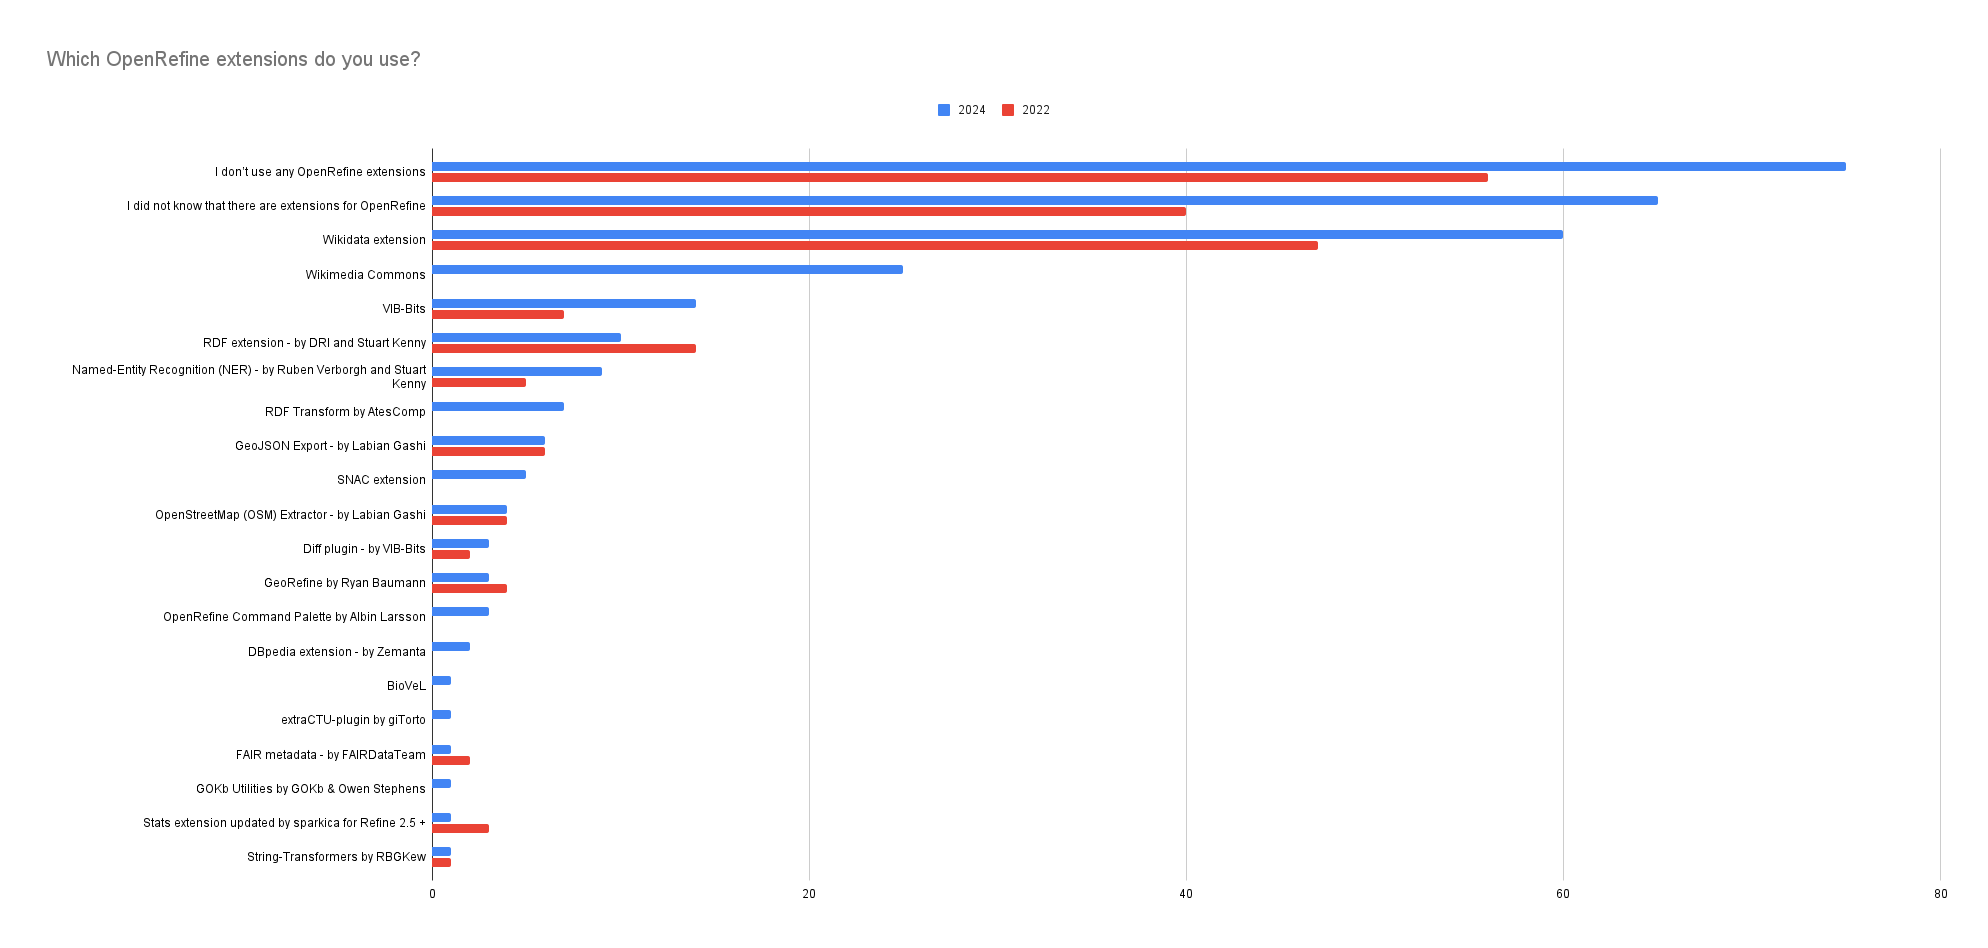 Which OpenRefine extensions do you use?
2024 2022
I don't use any OpenRefine extensions
I did not know that there are extensions for OpenRefine
Wikidata extension
Wikimedia Commons
VIB-Bits
RDF extension - by DRI and Stuart Kenny
Named-Entity Recognition (NER) - by Ruben Verborgh and Stuart
Kenny
RDF Transform by AtesComp
GeoJSON Export - by Labian Gashi
SNAC extension
OpenStreetMap (OSM) Extractor - by Labian Gashi
Diff plugin - by VIB-Bits
GeoRefine by Ryan Baumann
OpenRefine Command Palette by Albin Larsson
DBpedia extension - by Zemanta
BioVeL
extraCTU-plugin by giTorto
FAIR metadata - by FAIRDataTeam
GOKb Utilities by GOKb & Owen Stephens
Stats extension updated by sparkica for Refine 2.5 +
String-Transformers by RBGKew
0 20 40 60 80